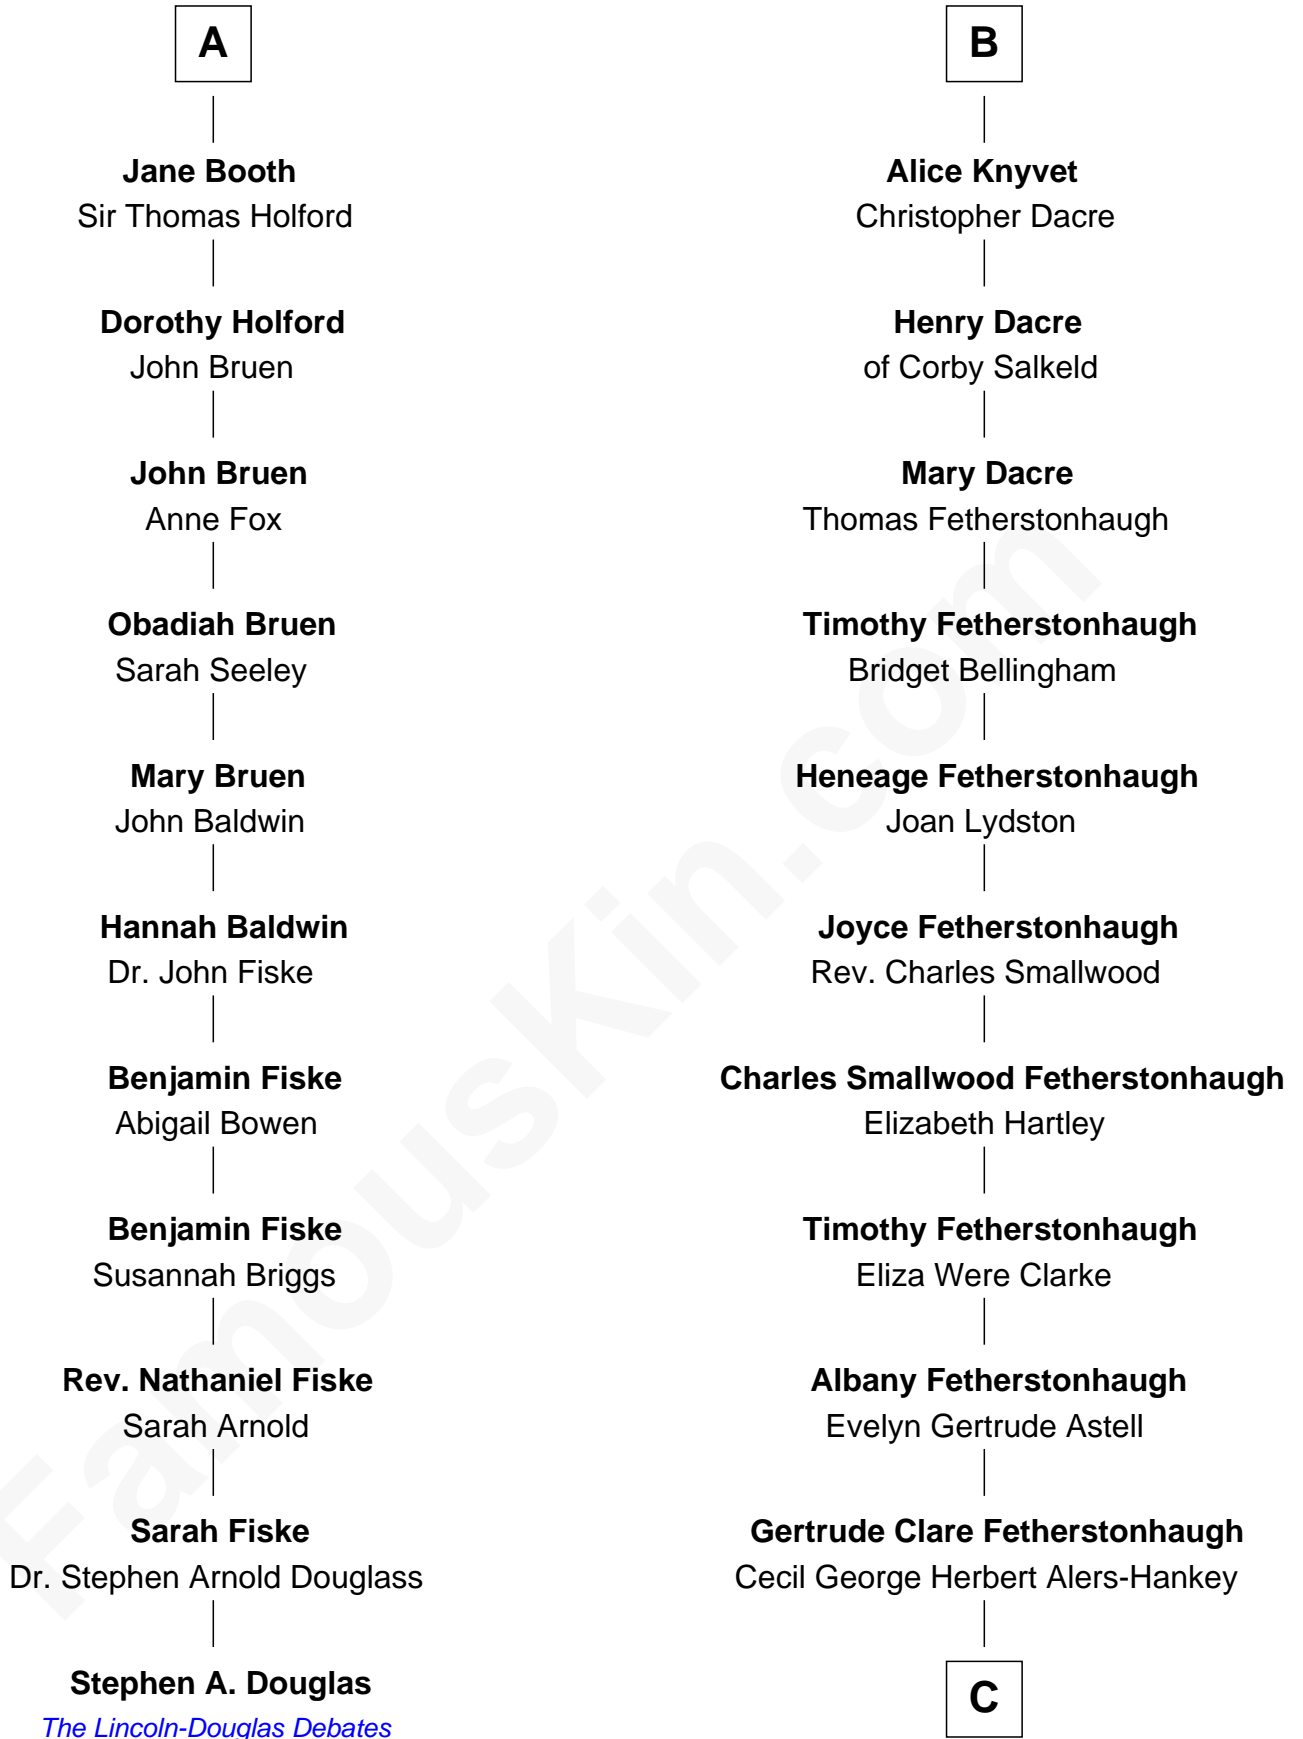 A
Jane Booth
Sir Thomas Holford
Dorothy Holford
John Bruen
John Bruen
Anne Fox
Obadiah Bruen
Sarah Seeley
Mary Bruen
John Baldwin
Hannah Baldwin
Dr. John Fiske
Benjamin Fiske
Abigail Bowen
Benjamin Fiske
Susannah Briggs
Rev. Nathaniel Fiske
Sarah Arnold
Sarah Fiske
Dr. Stephen Arnold Douglass
Stephen A. Douglas
The Lincoln-Douglas Debates
B
Alice Knyvet
Christopher Dacre
Henry Dacre
of Corby Salkeld
Mary Dacre
Thomas Fetherstonhaugh
Timothy Fetherstonhaugh
Bridget Bellingham
Heneage Fetherstonhaugh
Joan Lydston
Joyce Fetherstonhaugh
Rev. Charles Smallwood
Charles Smallwood Fetherstonhaugh
Elizabeth Hartley
Timothy Fetherstonhaugh
Eliza Were Clarke
Albany Fetherstonhaugh
Evelyn Gertrude Astell
Gertrude Clare Fetherstonhaugh
Cecil George Herbert Alers-Hankey
C
FamousKin.com